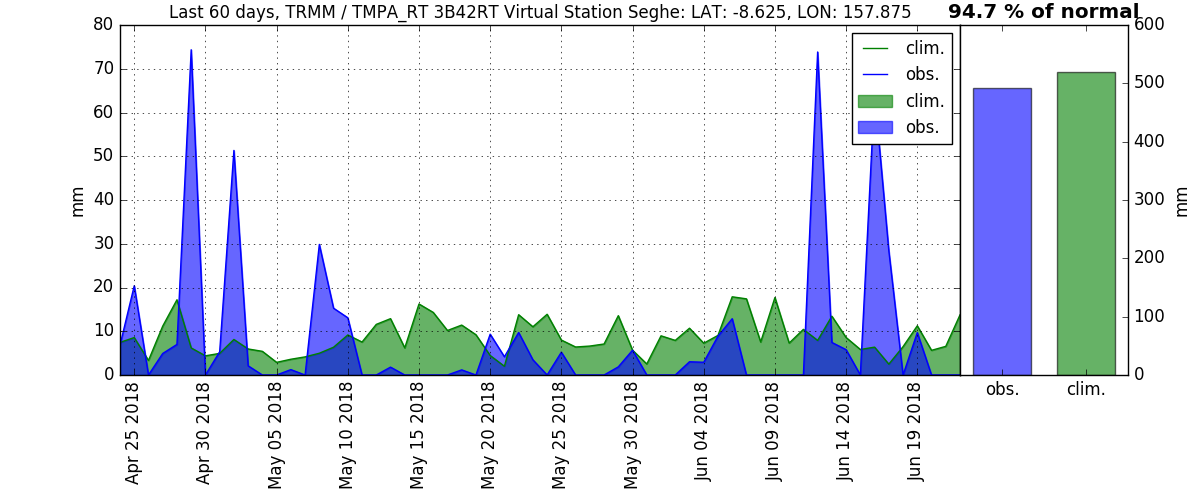 Last 60 days, TRMM / TMPA_RT 3B42RT Virtual Station Seghe: LAT: -8.625, LON: 157.875
94.7 % of normal
80
70
60
50
40
30
20
10
0
mm
clim.
obs.
clim.
obs.
600
500
400
300
200
100
0
mm
obs.
clim.
Apr 25 2018
Apr 30 2018
May 05 2018
May 10 2018
May 15 2018
May 20 2018
May 25 2018
May 30 2018
Jun 04 2018
Jun 09 2018
Jun 14 2018
Jun 19 2018